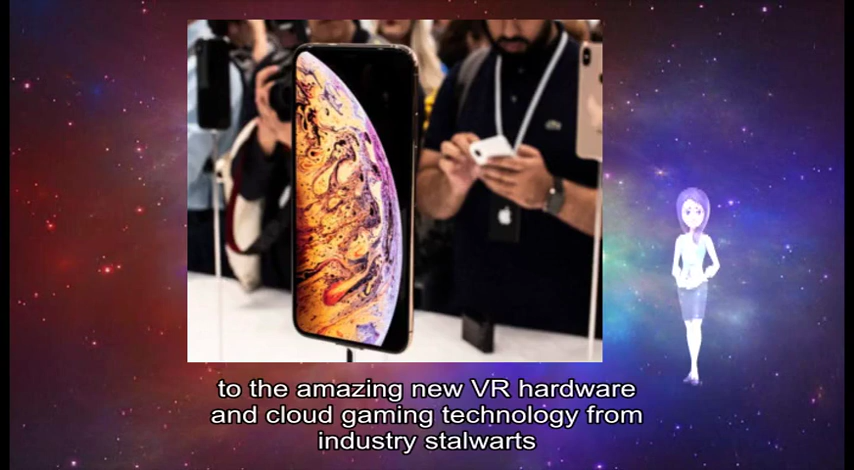 to the amazing new VR hardware
and cloud gaming technology from
industry stalwarts